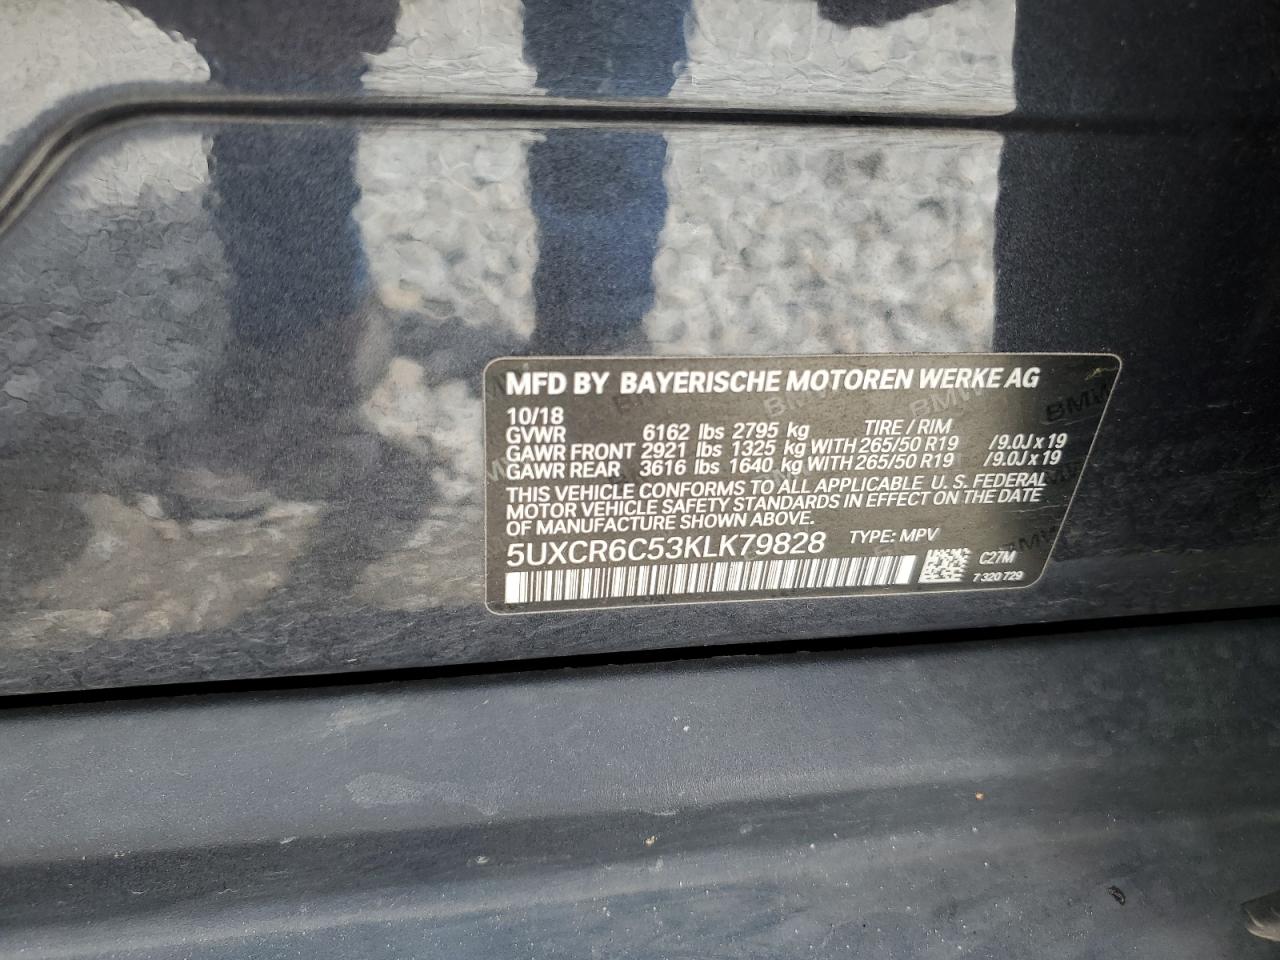 MFD BY BAYERISCHE MOTOREN WERKE AG
10/18
GVWR 6162 lbs 2795 kg TIRE / RIM
GAWR FRONT 2921 lbs 1325 kg WITH 265/50 R19 /9.0J x 19
GAWR REAR 3616 lbs 1640 kg WITH 265/50 R19 /9.0J x 19
THIS VEHICLE CONFORMS TO ALL APPLICABLE U. S. FEDERAL
MOTOR VEHICLE SAFETY STANDARDS IN EFFECT ON THE DATE
OF MANUFACTURE SHOWN ABOVE.
5UXCR6C53KLK79828 TYPE: MPV
C27M
7 320 729